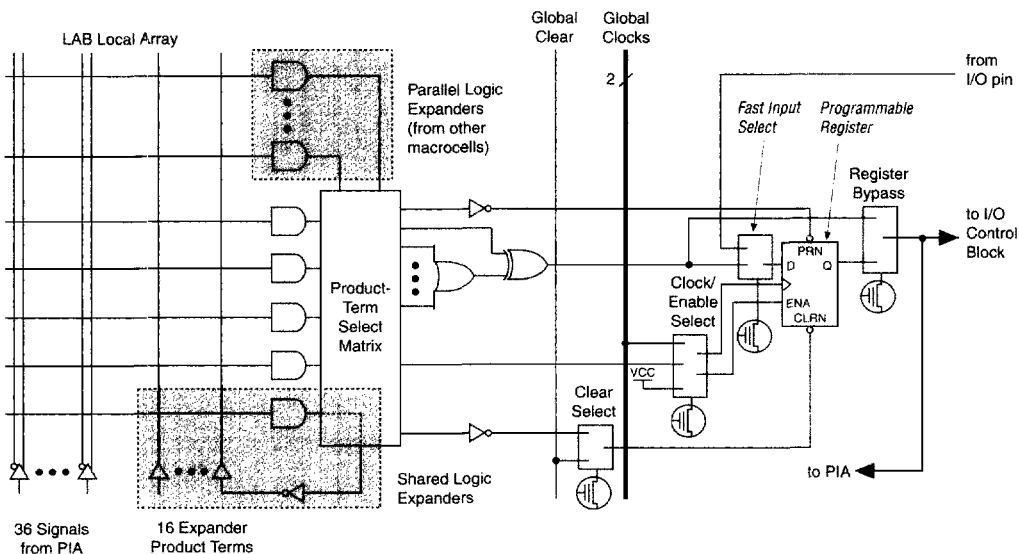 LAB Local Array
Global
Clear
Global
Clocks
2
from
I/O pin
Parallel Logic
Expanders
(from other
macrocells)
Fast Input
Select
Programmable
Register
Register
Bypass
to I/O
Control
Block
PRN
D
Q
ENA
CLRN
Clock/
Enable
Select
Product-
Term
Select
Matrix
VCC
Clear
Select
to PIA
Shared Logic
Expanders
36 Signals
from PIA
16 Expander
Product Terms